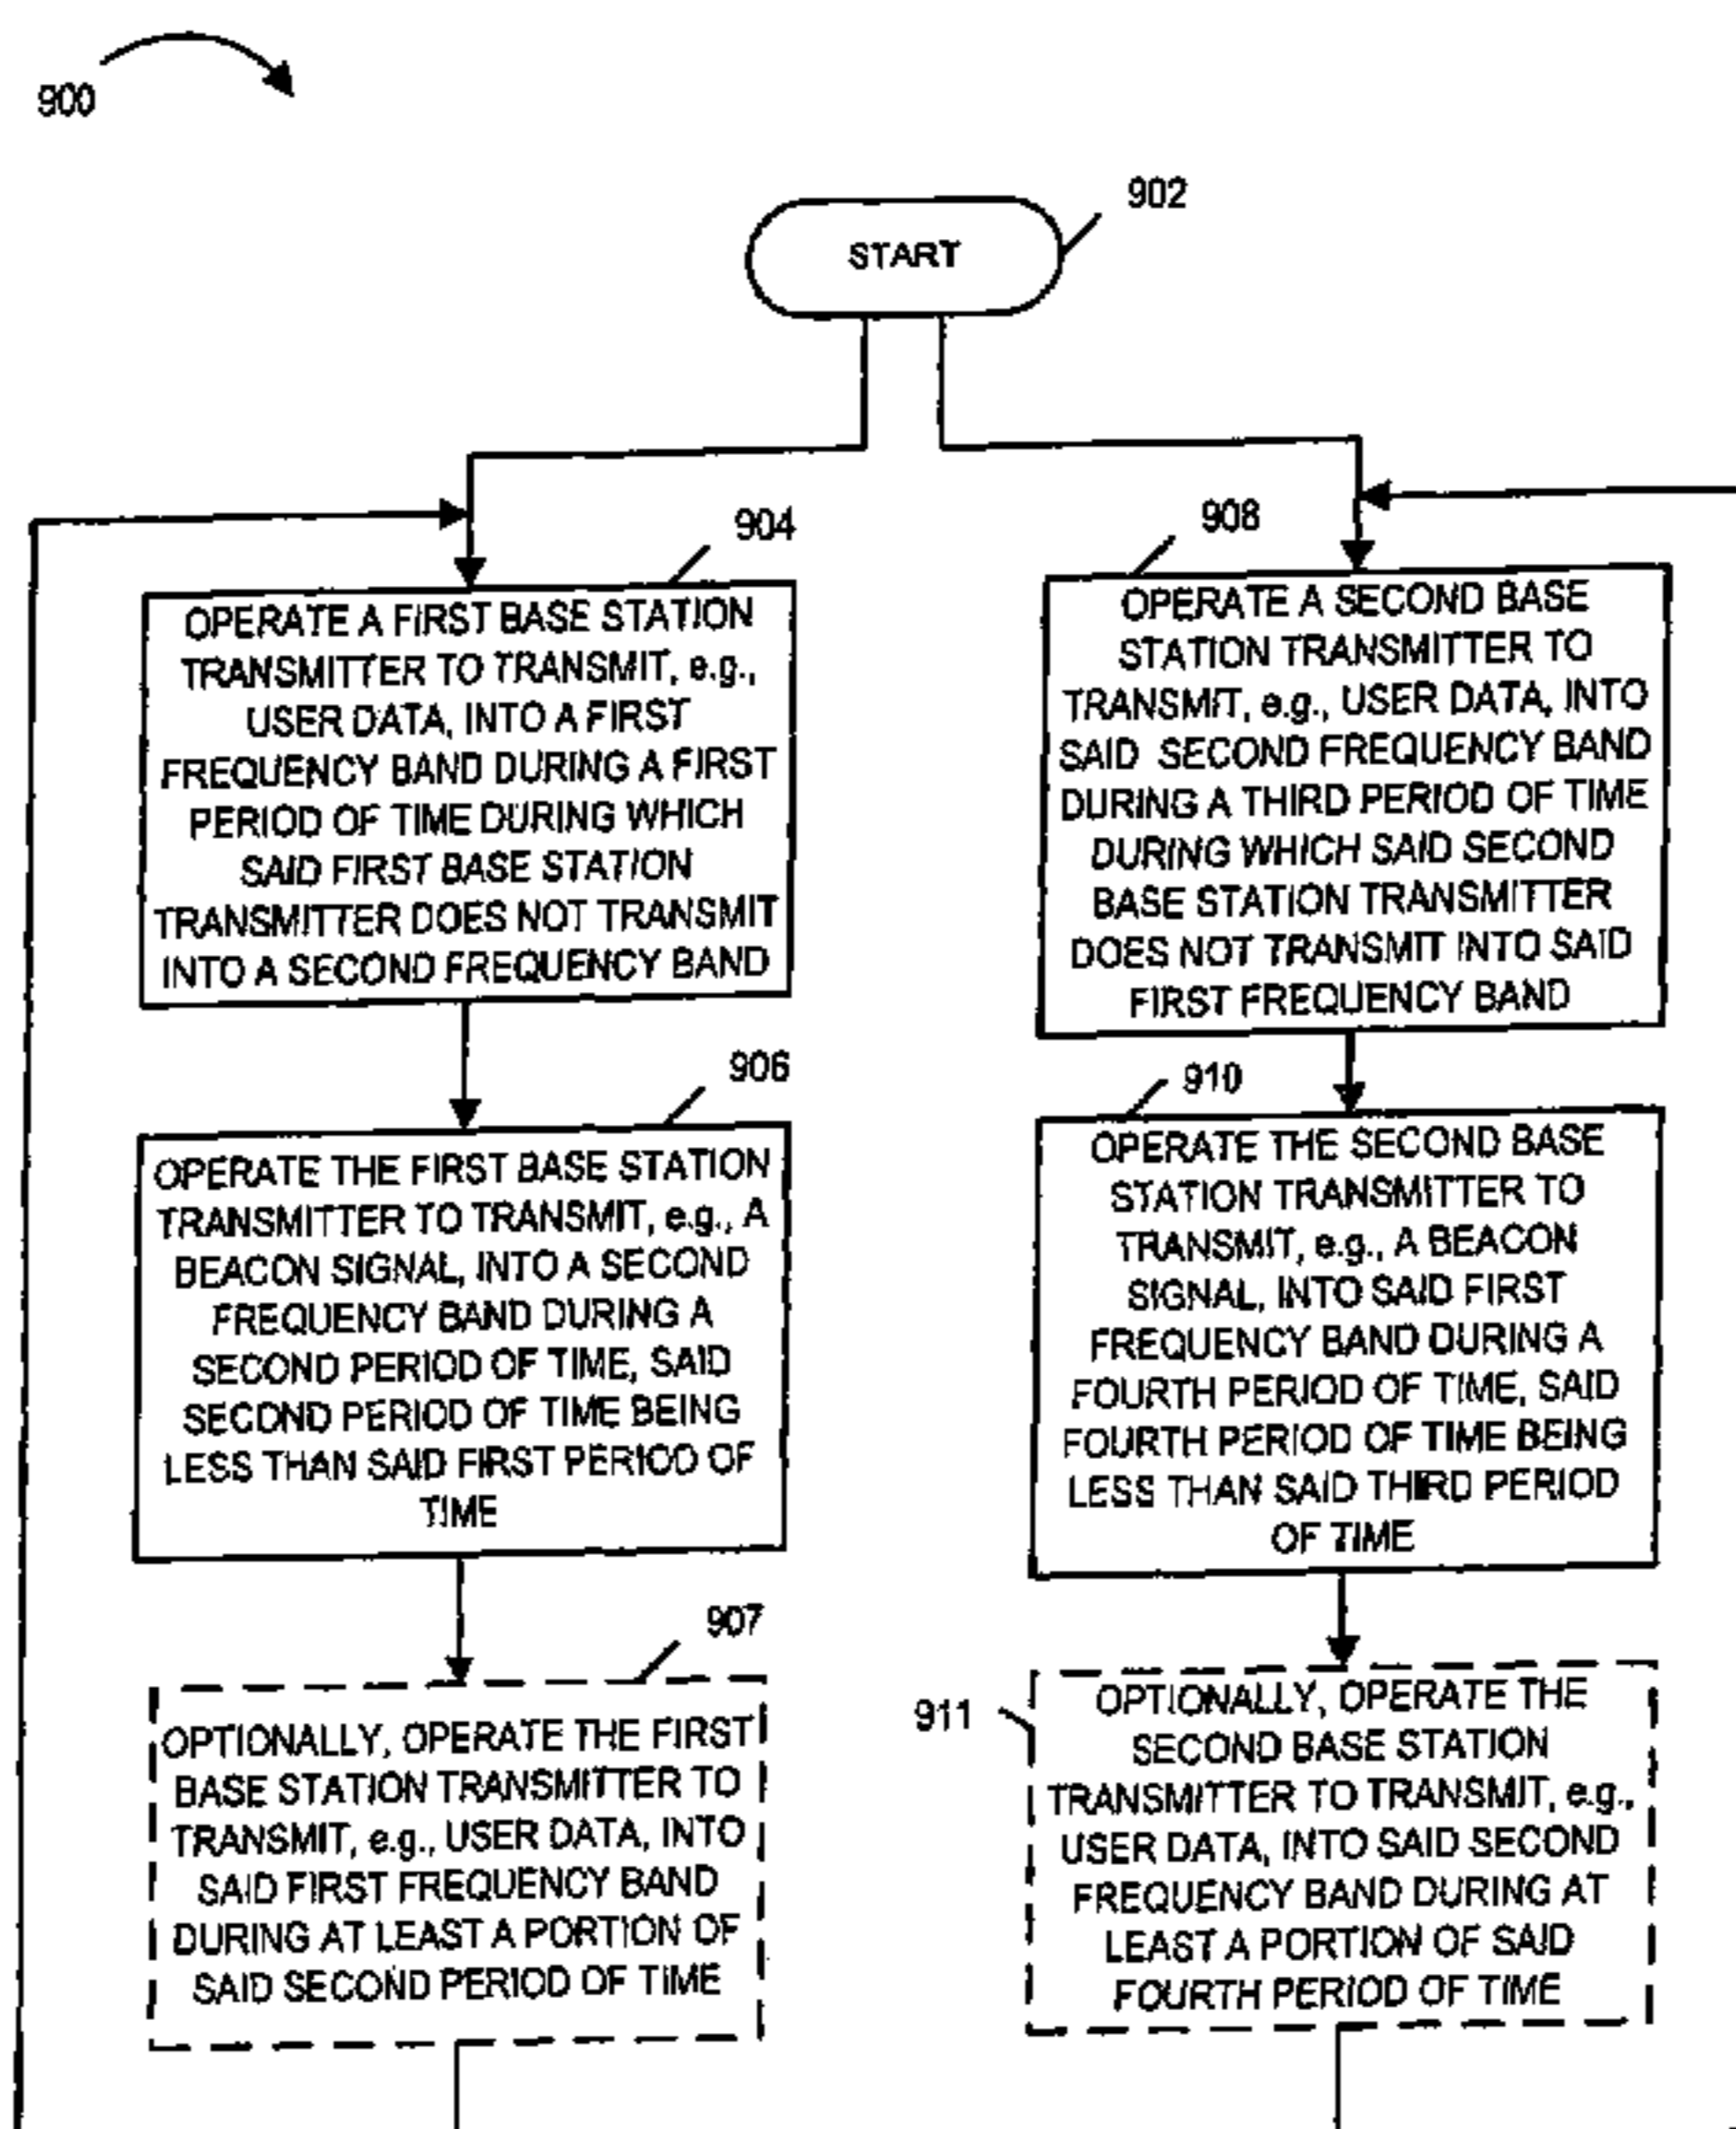 900
902
START
904
OPERATE A FIRST BASE STATION
TRANSMITTER TO TRANSMIT, e.g.,
USER DATA, INTO A FIRST
FREQUENCY BAND DURING A FIRST
PERIOD OF TIME DURING WHICH
SAID FIRST BASE STATION
TRANSMITTER DOES NOT TRANSMIT
INTO A SECOND FREQUENCY BAND
906
OPERATE THE FIRST BASE STATION
TRANSMITTER TO TRANSMIT, e.g., A
BEACON SIGNAL, INTO A SECOND
FREQUENCY BAND DURING A
SECOND PERIOD OF TIME, SAID
SECOND PERIOD OF TIME BEING
LESS THAN SAID FIRST PERIOD OF
TIME
907
OPTIONALLY, OPERATE THE FIRST
BASE STATION TRANSMITTER TO
TRANSMIT, e.g., USER DATA, INTO
SAID FIRST FREQUENCY BAND
DURING AT LEAST A PORTION OF
SAID SECOND PERIOD OF TIME
908
OPERATE A SECOND BASE
STATION TRANSMITTER TO
TRANSMIT, e.g., USER DATA, INTO
SAID SECOND FREQUENCY BAND
DURING A THIRD PERIOD OF TIME
DURING WHICH SAID SECOND
BASE STATION TRANSMITTER
DOES NOT TRANSMIT INTO SAID
FIRST FREQUENCY BAND
910
OPERATE THE SECOND BASE
STATION TRANSMITTER TO
TRANSMIT, e.g., A BEACON
SIGNAL, INTO SAID FIRST
FREQUENCY BAND DURING A
FOURTH PERIOD OF TIME, SAID
FOURTH PERIOD OF TIME BEING
LESS THAN SAID THIRD PERIOD
OF TIME
911
OPTIONALLY, OPERATE THE
SECOND BASE STATION
TRANSMITTER TO TRANSMIT, e.g.,
USER DATA, INTO SAID SECOND
FREQUENCY BAND DURING AT
LEAST A PORTION OF SAID
FOURTH PERIOD OF TIME